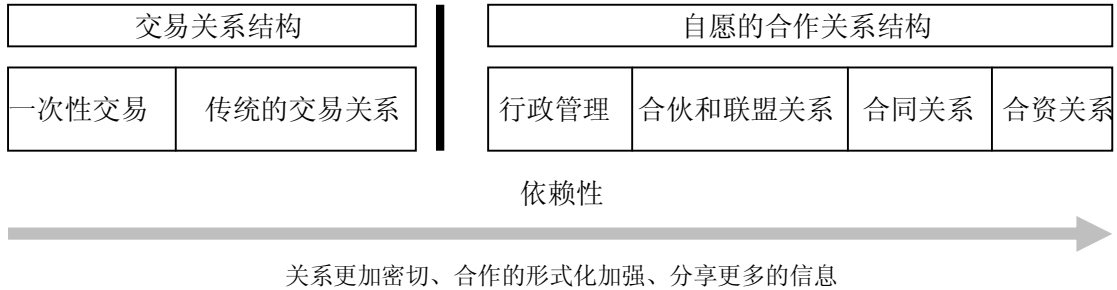 交易关系结构
自愿的合作关系结构
一次性交易
传统的交易关系
行政管理
合伙和联盟关系
合同关系
合资关系
依赖性
关系更加密切、合作的形式化加强、分享更多的信息